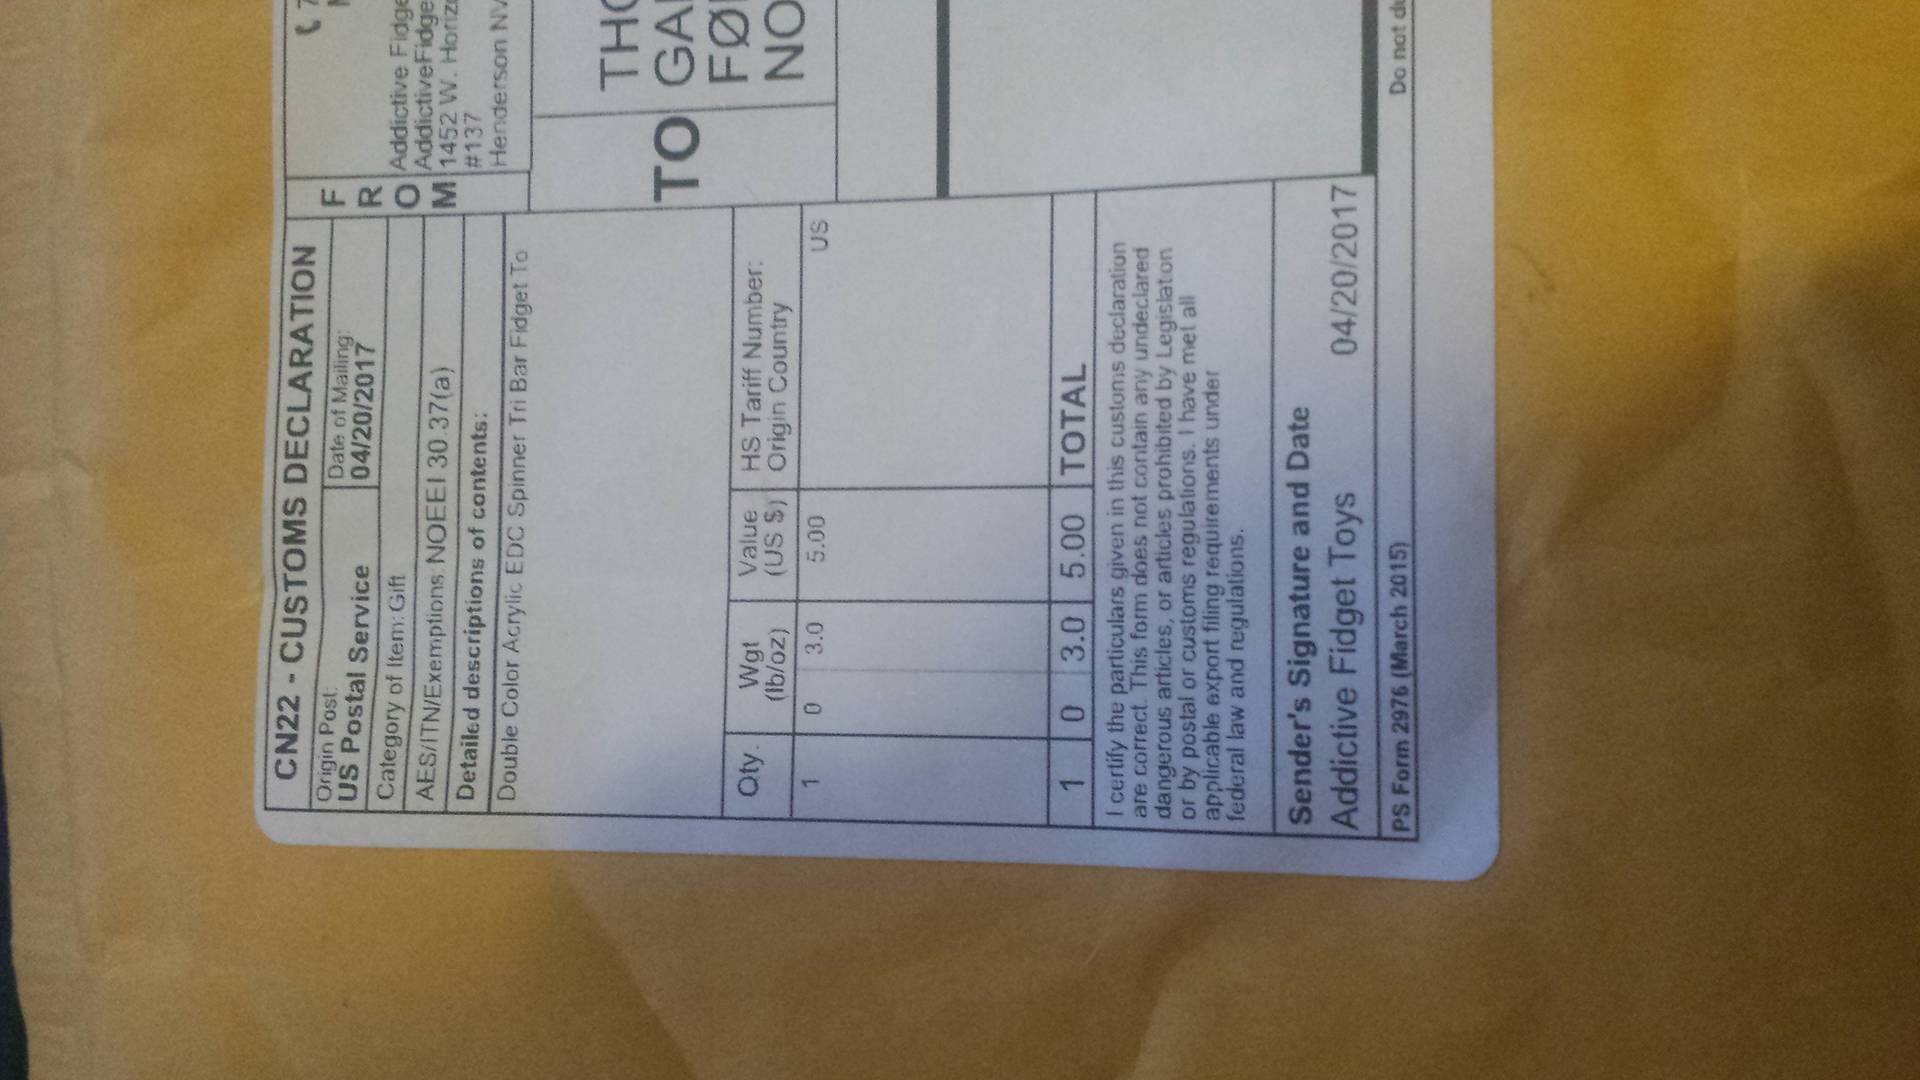 CN22 - CUSTOMS DECLARATION
Origin Post:
US Postal Service
Date of Mailing:
04/20/2017
Category of Item:Gift
AES/ITN/Exemptions:NOEEI 30 37(a)
Detailed descriptions of contents:
Double Color Acrylic EDC Spinner Tri Bar Fidget To
Qty. Wgt (lb/oz) Value (US $) HS Tariff Number: Origin Country
1 0 3.0 5.00 US
1 0 3.0 5.00 TOTAL
I certify the particulars given in this customs declaration
are correct. This form does not contain any undeclared
dangerous articles, or articles prohibited by Legislaton
or by postal or customs regulations. I have met all
applicable export filing requirements under
federal law and regulations.
Sender's Signature and Date
Addictive Fidget Toys 04/20/2017
PS Form 2976 (March 2015)
Do not
FROM
Addictive
AddictiveFidge
1452 W. Horiz
#137
Henderson NV
TO
THO
GA
FØ
NO